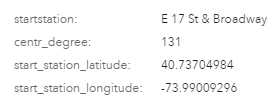 startstation: E 17 St & Broadway
centr_degree: 131
start_station_latitude: 40.73704984
start_station_longitude: -73.99009296